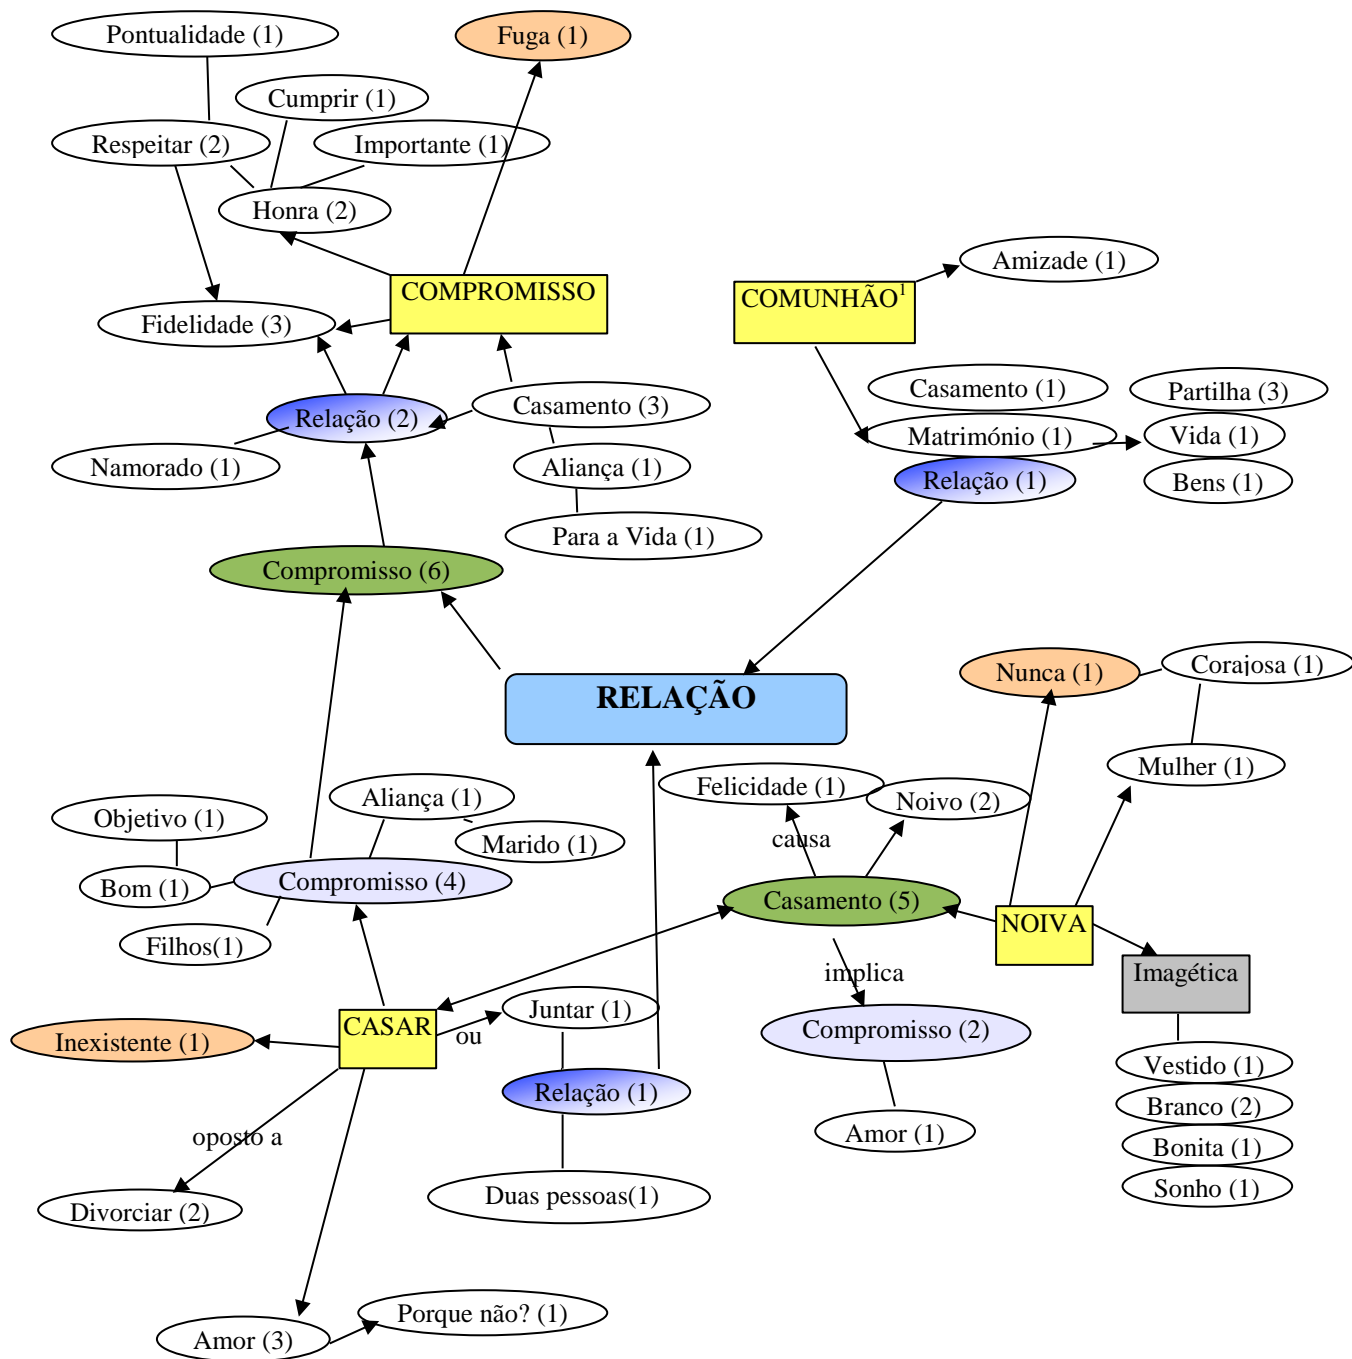 Pontualidade (1)
Fuga (1)
Cumprir (1)
Respeitar (2)
Importante (1)
Honra (2)
Amizade (1)
COMPROMISSO
COMUNHÃO¹
Fidelidade (3)
Casamento (1)
Partilha (3)
Relação (2)
Casamento (3)
Matrimónio (1)
Vida (1)
Namorado (1)
Aliança (1)
Relação (1)
Bens (1)
Para a Vida (1)
Compromisso (6)
RELAÇÃO
Nunca (1)
Corajosa (1)
Mulher (1)
Felicidade (1)
Noivo (2)
Aliança (1)
Objetivo (1)
Marido (1)
causa
Bom (1)
Compromisso (4)
Casamento (5)
NOIVA
Filhos(1)
implica
Imagética
Juntar (1)
CASAR
ou
Inexistente (1)
Compromisso (2)
Vestido (1)
Relação (1)
Branco (2)
Amor (1)
oposto a
Bonita (1)
Duas pessoas(1)
Sonho (1)
Divorciar (2)
Porque não? (1)
Amor (3)